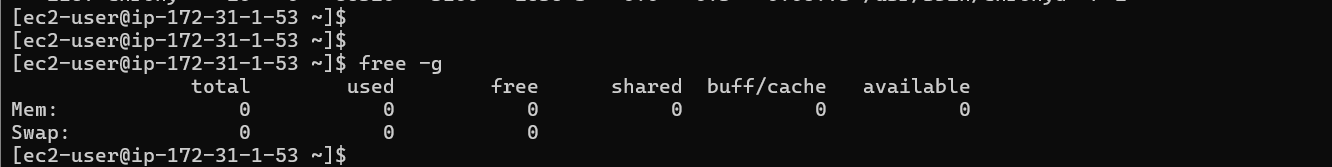 [ec2-user@ip-172-31-1-53 ~]$
[ec2-user@ip-172-31-1-53 ~]$
[ec2-user@ip-172-31-1-53 ~]$ free -g
              total        used        free      shared  buff/cache   available
Mem:              0           0           0           0           0           0
Swap:             0           0           0
[ec2-user@ip-172-31-1-53 ~]$